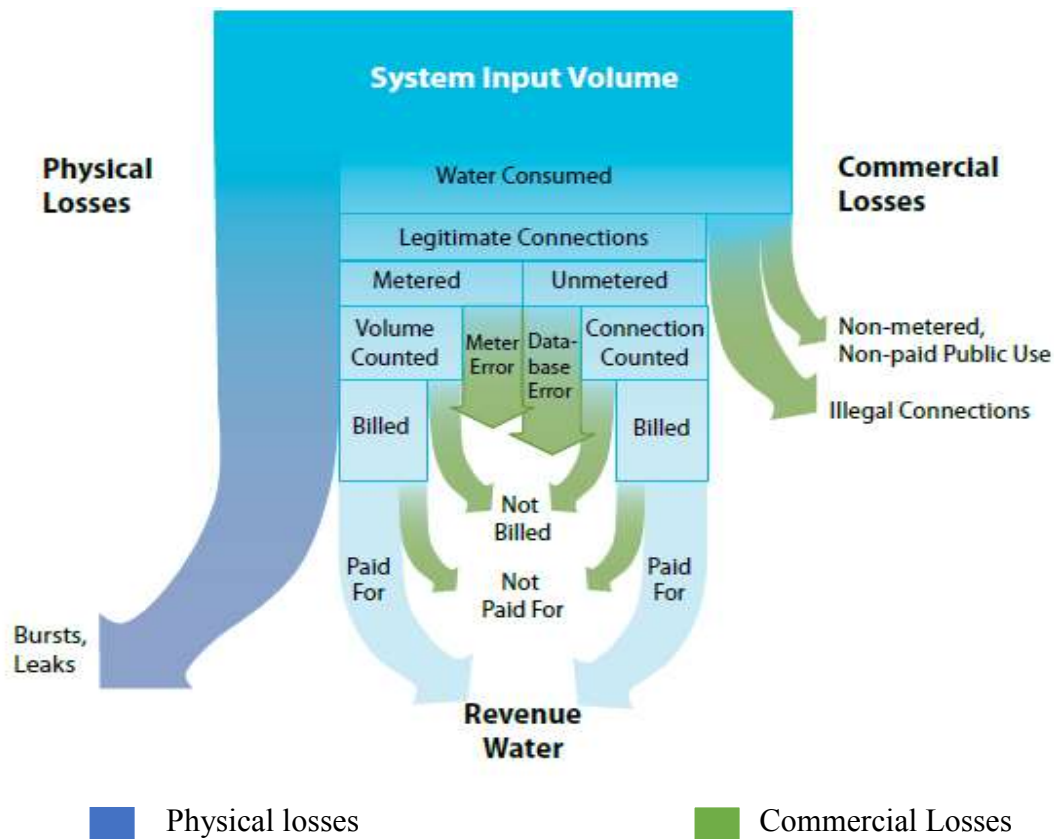 System Input Volume
Physical
Losses
Water Consumed
Commercial
Losses
Legitimate Connections
Metered
Unmetered
Volume
Counted
Meter
Error
Data-
base
Error
Connection
Counted
Non-metered,
Non-paid Public Use
Illegal Connections
Billed
Billed
Not
Billed
Paid
For
Not
Paid For
Paid
For
Bursts,
Leaks
Revenue
Water
Physical losses
Commercial Losses